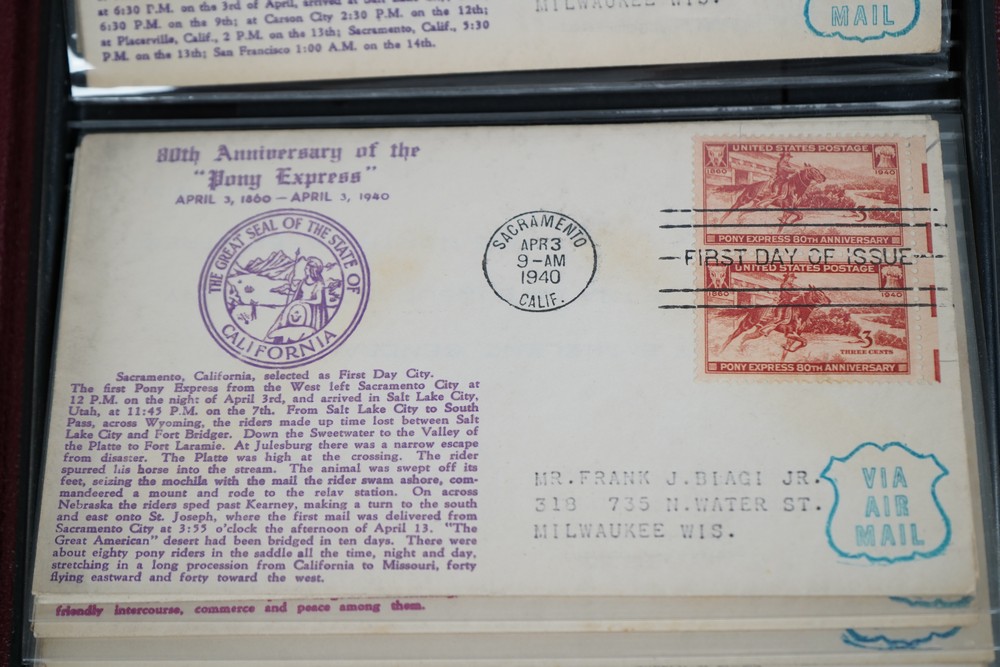 at 6:30 P.M. on the 3rd of April, arrived at
6:30 P.M. on the 9th; at Carson City 2:30 P.M. on the 12th;
at Placarville, Calif., 2 P.M. on the 13th; Sacramento, Calif., 5:30
P.M. on the 13th; San Francisco 1:00 A.M. on the 14th.
MILWAUKEE WIS.
MAIL
80th Anniversary of the
"Pony Express"
APRIL 3, 1860 — APRIL 3, 1940
THE GREAT SEAL OF THE STATE OF
CALIFORNIA
Sacramento, California, selected as First Day City.
The first Pony Express from the West left Sacramento City at
12 P.M. on the night of April 3rd, and arrived in Salt Lake City,
Utah, at 11:45 P.M. on the 7th. From Salt Lake City to South
Pass, across Wyoming, the riders made up time lost between Salt
Lake City and Fort Bridger. Down the Sweetwater to the Valley of
the Platte to Fort Laramie. At Julesburg there was a narrow escape
from disaster. The Platte was high at the crossing. The rider
spurred his horse into the stream. The animal was swept off its
feet, seizing the mochila with the mail the rider swam ashore, com-
mandeered a mount and rode to the relay station. On across
Nebraska the riders sped past Kearney, making a turn to the south
and east onto St. Joseph, where the first mail was delivered from
Sacramento City at 3:55 o'clock the afternoon of April 13. "The
Great American" desert had been bridged in ten days. There were
about eighty pony riders in the saddle all the time, night and day,
stretching in a long procession from California to Missouri, forty
flying eastward and forty toward the west.
SACRAMENTO
APR 3
9-AM
1940
CALIF.
UNITED STATES POSTAGE
1860
1940
3
PONY EXPRESS 80TH ANNIVERSARY
FIRST DAY OF ISSUE
UNITED STATES POSTAGE
1860
1940
3
THREE CENTS
PONY EXPRESS 80TH ANNIVERSARY
MR. FRANK J. BIAGI JR.
318 735 N. WATER ST.
MILWAUKEE WIS.
VIA
AIR
MAIL
friendly intercourse, commerce and peace among them.